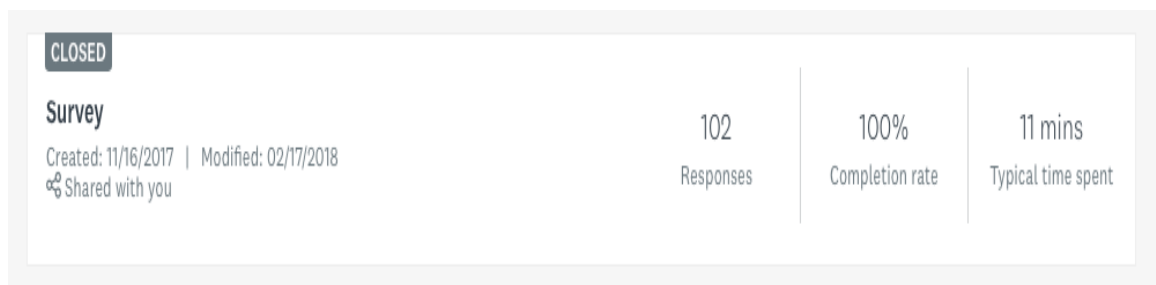 CLOSED
Survey
Created: 11/16/2017 | Modified: 02/17/2018
Shared with you
102
Responses
100%
Completion rate
11 mins
Typical time spent